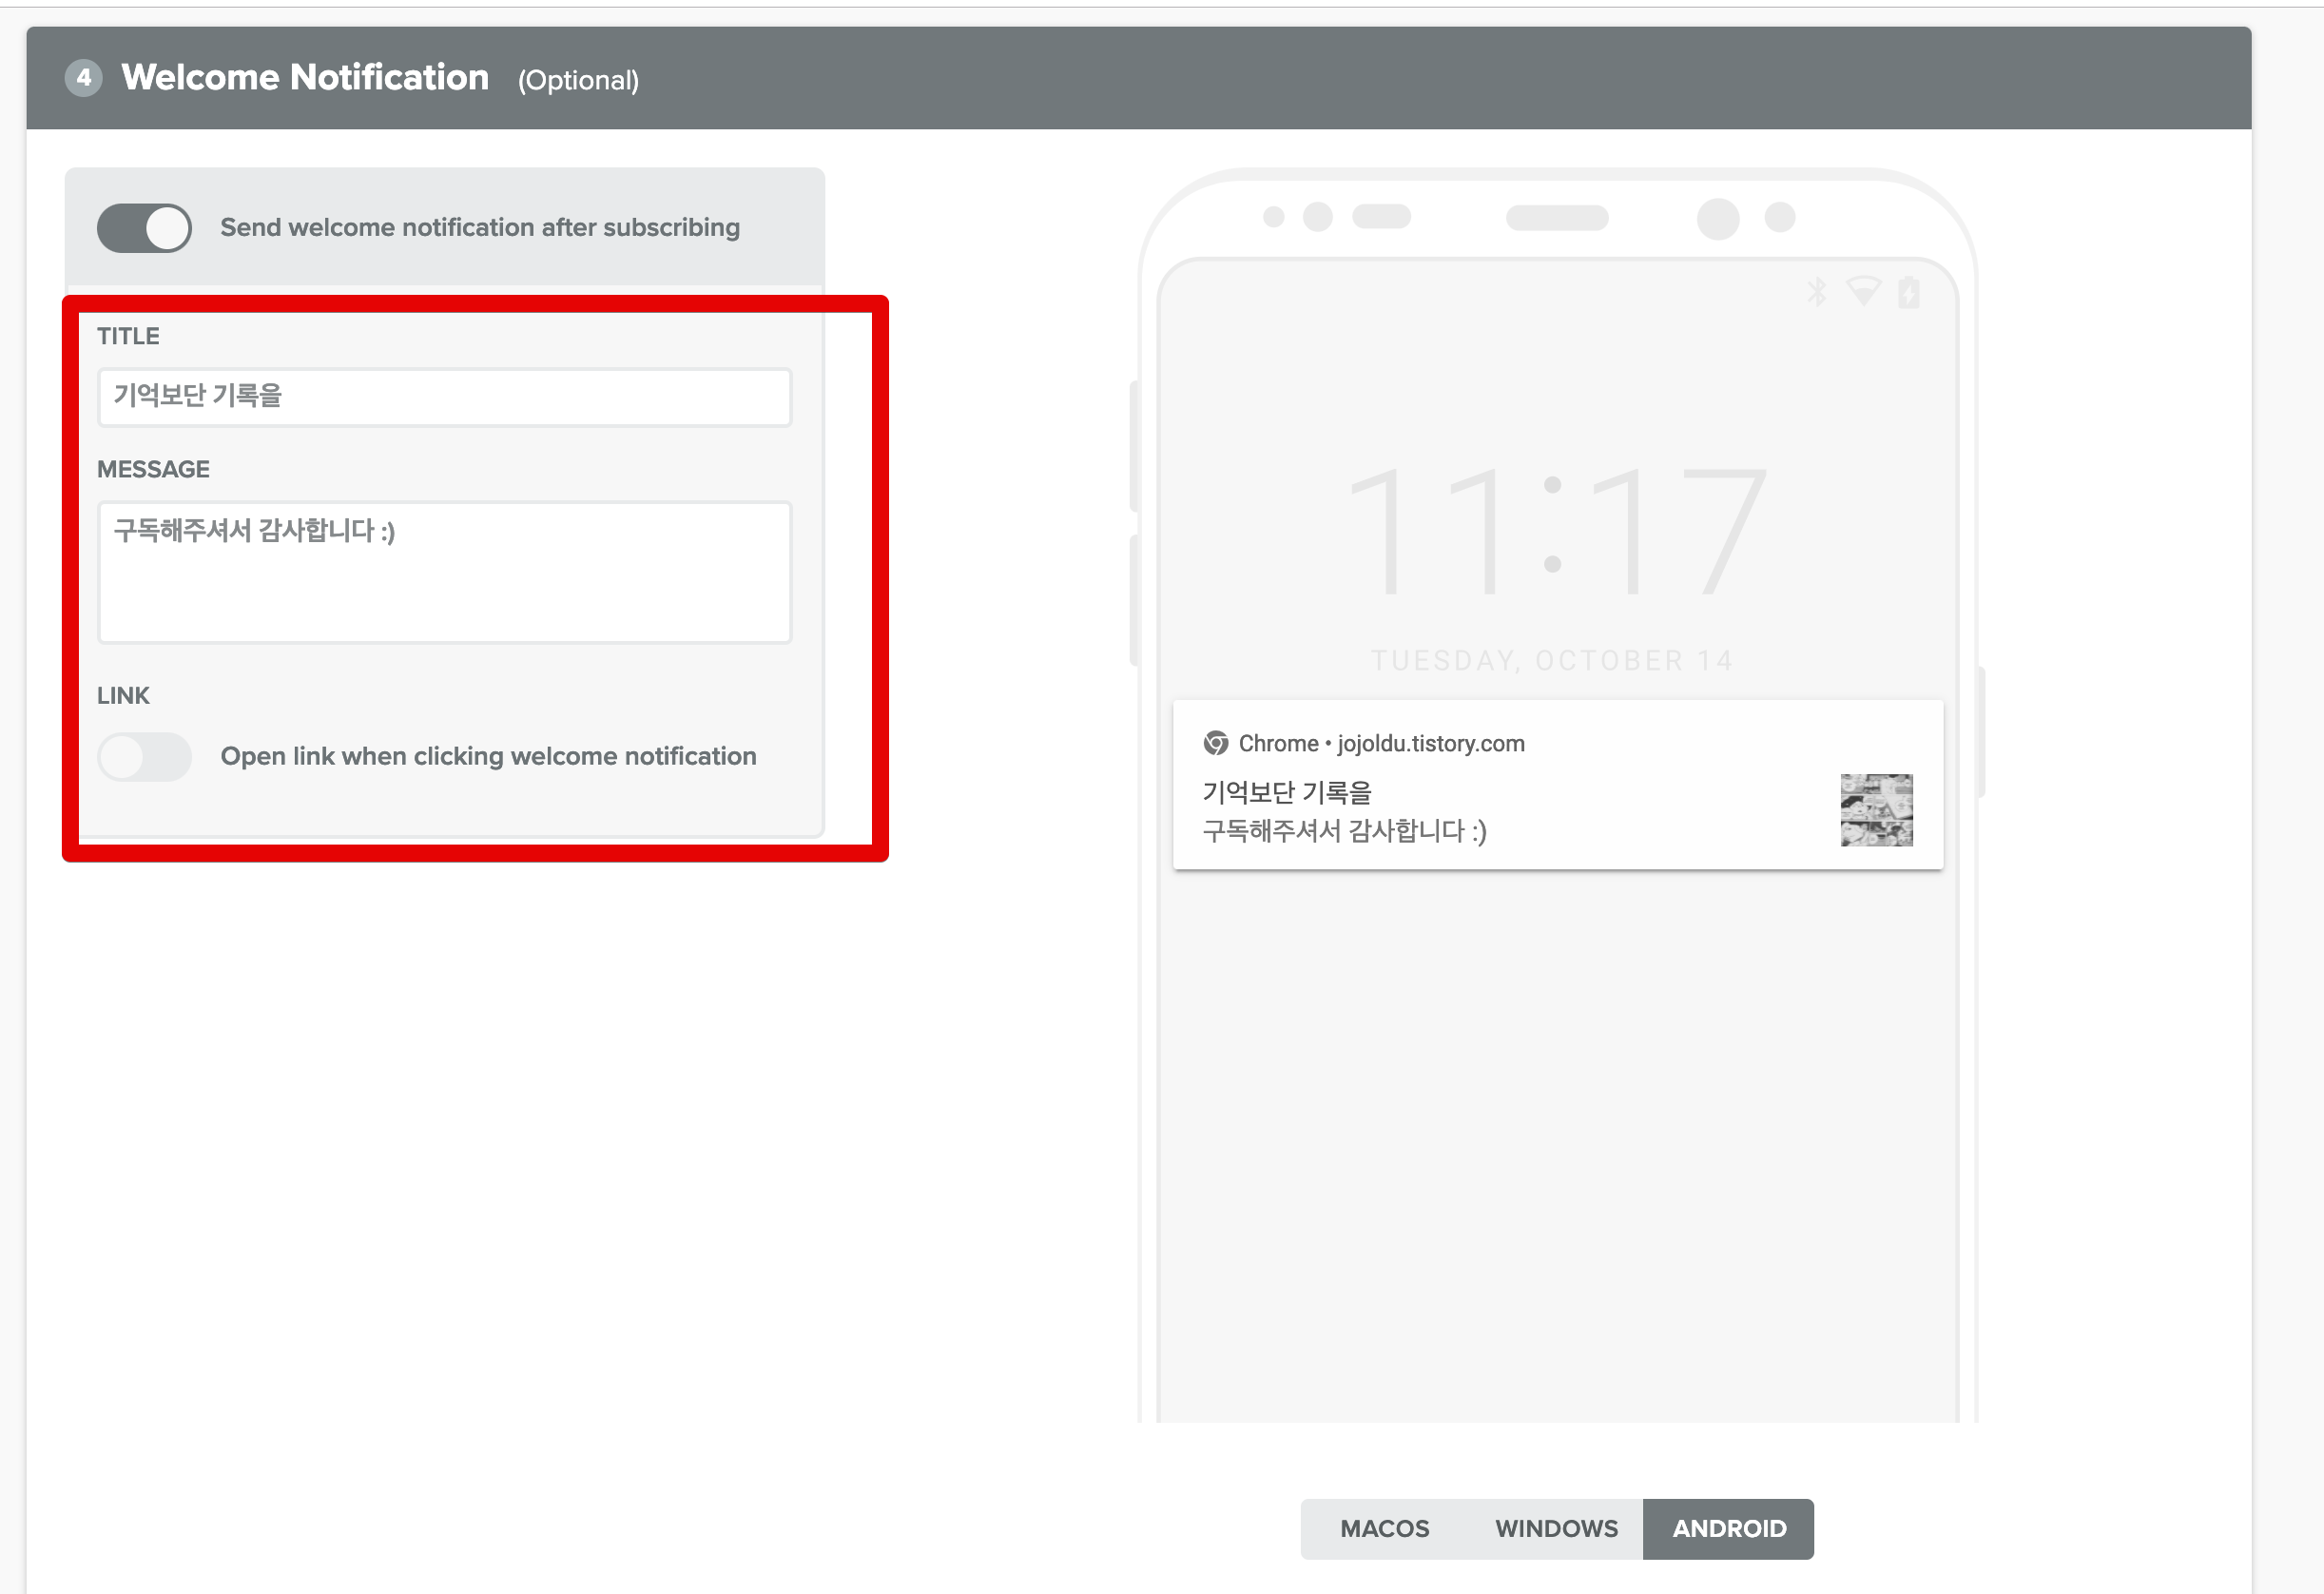 4 Welcome Notification (Optional)
Send welcome notification after subscribing
TITLE
기억보단 기록을
MESSAGE
구독해주셔서 감사합니다 :)
LINK
Open link when clicking welcome notification
11:17
TUESDAY, OCTOBER 14
Chrome • jojoldu.tistory.com
기억보단 기록을
구독해주셔서 감사합니다 :)
MACOS WINDOWS ANDROID